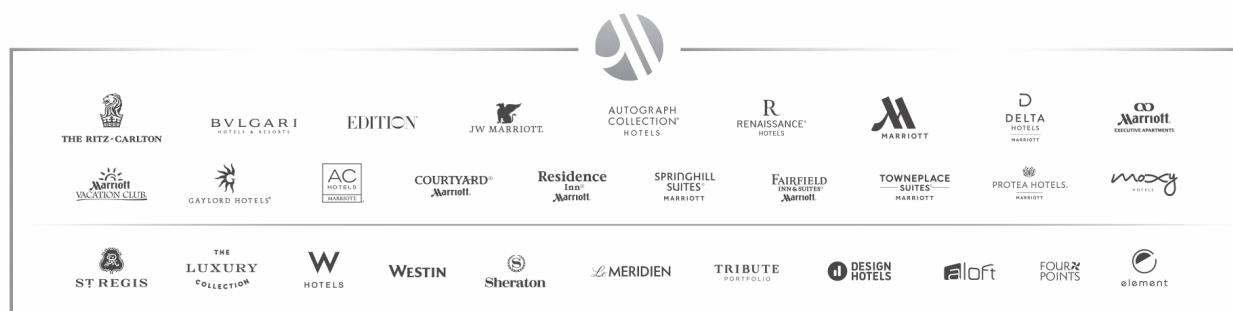 THE RITZ-CARLTON
BVLGARI
HOTELS & RESORTS
EDITION
JW MARRIOTT
AUTOGRAPH
COLLECTION®
HOTELS
R
RENAISSANCE®
HOTELS
MARRIOTT
D
DELTA
HOTELS
MARRIOTT
Marriott
EXECUTIVE APARTMENTS
Marriott
VACATION CLUB
GAYLORD HOTELS®
AC
HOTELS
MARRIOTT
COURTYARD®
Marriott
Residence
Inn®
Marriott
SPRINGHILL
SUITES®
MARRIOTT
FAIRFIELD
INN & SUITES®
Marriott
TOWNEPLACE
SUITES®
MARRIOTT
PROTEA HOTELS.
MARRIOTT
moxy
HOTELS
ST REGIS
THE
LUXURY
COLLECTION
W
HOTELS
WESTIN
S
Sheraton
Le MERIDIEN
TRIBUTE
PORTFOLIO
DESIGN
HOTELS
aloft
FOUR
POINTS
element